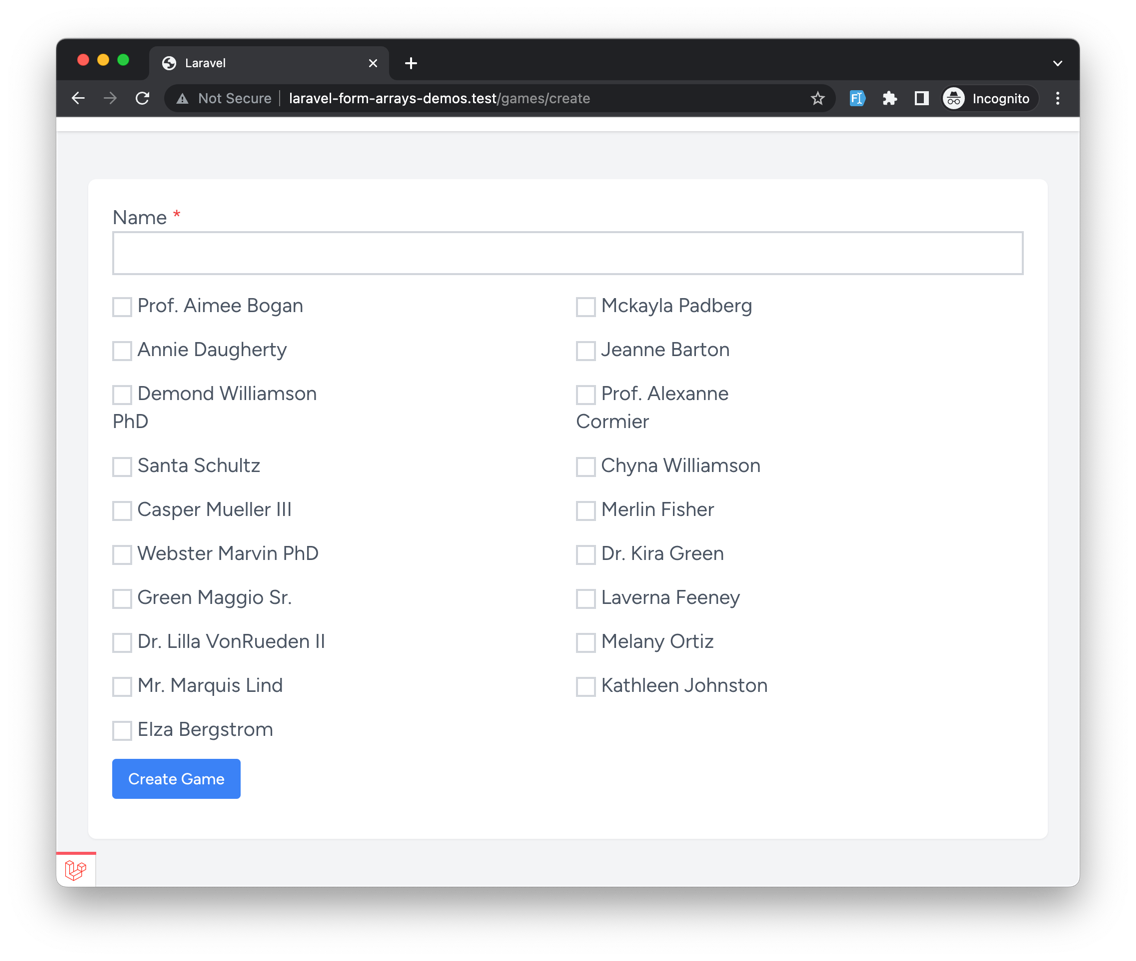 Laravel
Not Secure laravel-form-arrays-demos.test/games/create Incognito
Name *
Prof. Aimee Bogan Mckayla Padberg
Annie Daugherty Jeanne Barton
Demond Williamson Prof. Alexanne
PhD Cormier
Santa Schultz Chyna Williamson
Casper Mueller III Merlin Fisher
Webster Marvin PhD Dr. Kira Green
Green Maggio Sr. Laverna Feeney
Dr. Lilla VonRueden II Melany Ortiz
Mr. Marquis Lind Kathleen Johnston
Elza Bergstrom
Create Game